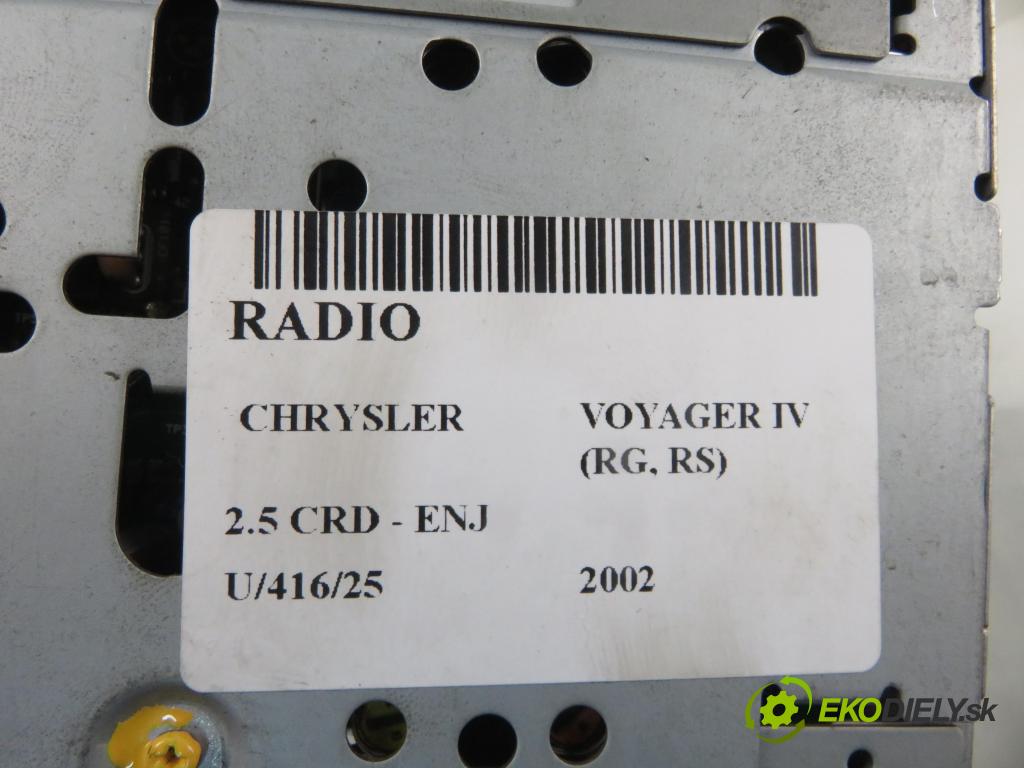 RADIO
CHRYSLER VOYAGER IV
(RG, RS)
2.5 CRD - ENJ
U/416/25 2002
EKODIELY.sk